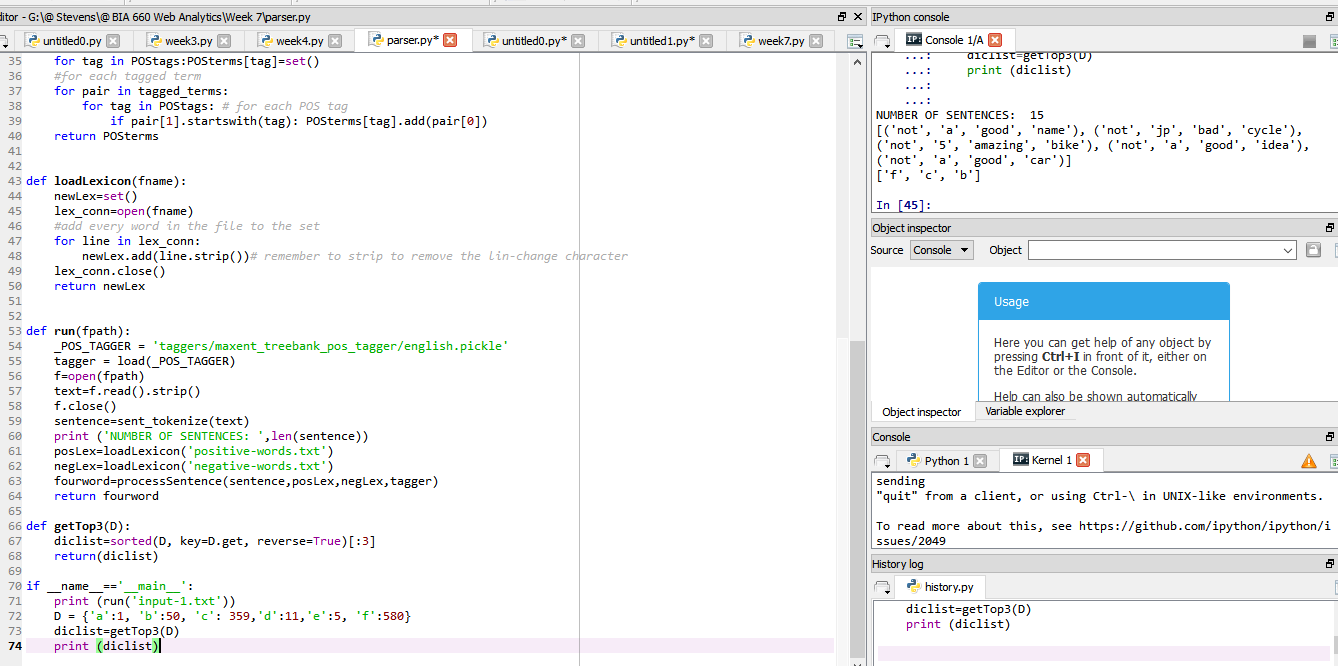 itor - G:\@ Stevens\@ BIA 660 Web Analytics\Week 7\parser.py
untitled0.py
week3.py
week4.py
parser.py*
untitled0.py*
untitled1.py*
week7.py
35     for tag in POStags:POSterms[tag]=set()
36     #for each tagged term
37     for pair in tagged_terms:
38         for tag in POStags: # for each POS tag
39             if pair[1].startswith(tag): POSterms[tag].add(pair[0])
40     return POSterms
41
42
43 def loadLexicon(fname):
44     newLex=set()
45     lex_conn=open(fname)
46     #add every word in the file to the set
47     for line in lex_conn:
48         newLex.add(line.strip())# remember to strip to remove the lin-change character
49     lex_conn.close()
50     return newLex
51
52
53 def run(fpath):
54     _POS_TAGGER = 'taggers/maxent_treebank_pos_tagger/english.pickle'
55     tagger = load(_POS_TAGGER)
56     f=open(fpath)
57     text=f.read().strip()
58     f.close()
59     sentence=sent_tokenize(text)
60     print ('NUMBER OF SENTENCES: ',len(sentence))
61     posLex=loadLexicon('positive-words.txt')
62     negLex=loadLexicon('negative-words.txt')
63     fourword=processSentence(sentence,posLex,negLex,tagger)
64     return fourword
65
66 def getTop3(D):
67     diclist=sorted(D, key=D.get, reverse=True)[:3]
68     return(diclist)
69
70 if __name__=='__main__':
71     print (run('input-1.txt'))
72     D = {'a':1, 'b':50, 'c': 359,'d':11,'e':5, 'f':580}
73     diclist=getTop3(D)
74     print (diclist)
IPython console
IP: Console 1/A
...:     diclist=getTop3(D)
...:     print (diclist)
...:
...:
NUMBER OF SENTENCES:  15
[('not', 'a', 'good', 'name'), ('not', 'jp', 'bad', 'cycle'),
('not', '5', 'amazing', 'bike'), ('not', 'a', 'good', 'idea'),
('not', 'a', 'good', 'car')]
['f', 'c', 'b']
In [45]:
Object inspector
Source Console Object
Usage
Here you can get help of any object by
pressing Ctrl+I in front of it, either on
the Editor or the Console.
Help can also be shown automatically
Object inspector
Variable explorer
Console
Python 1
IP: Kernel 1
sending
"quit" from a client, or using Ctrl-\ in UNIX-like environments.
To read more about this, see https://github.com/ipython/ipython/i
ssues/2049
History log
history.py
diclist=getTop3(D)
print (diclist)